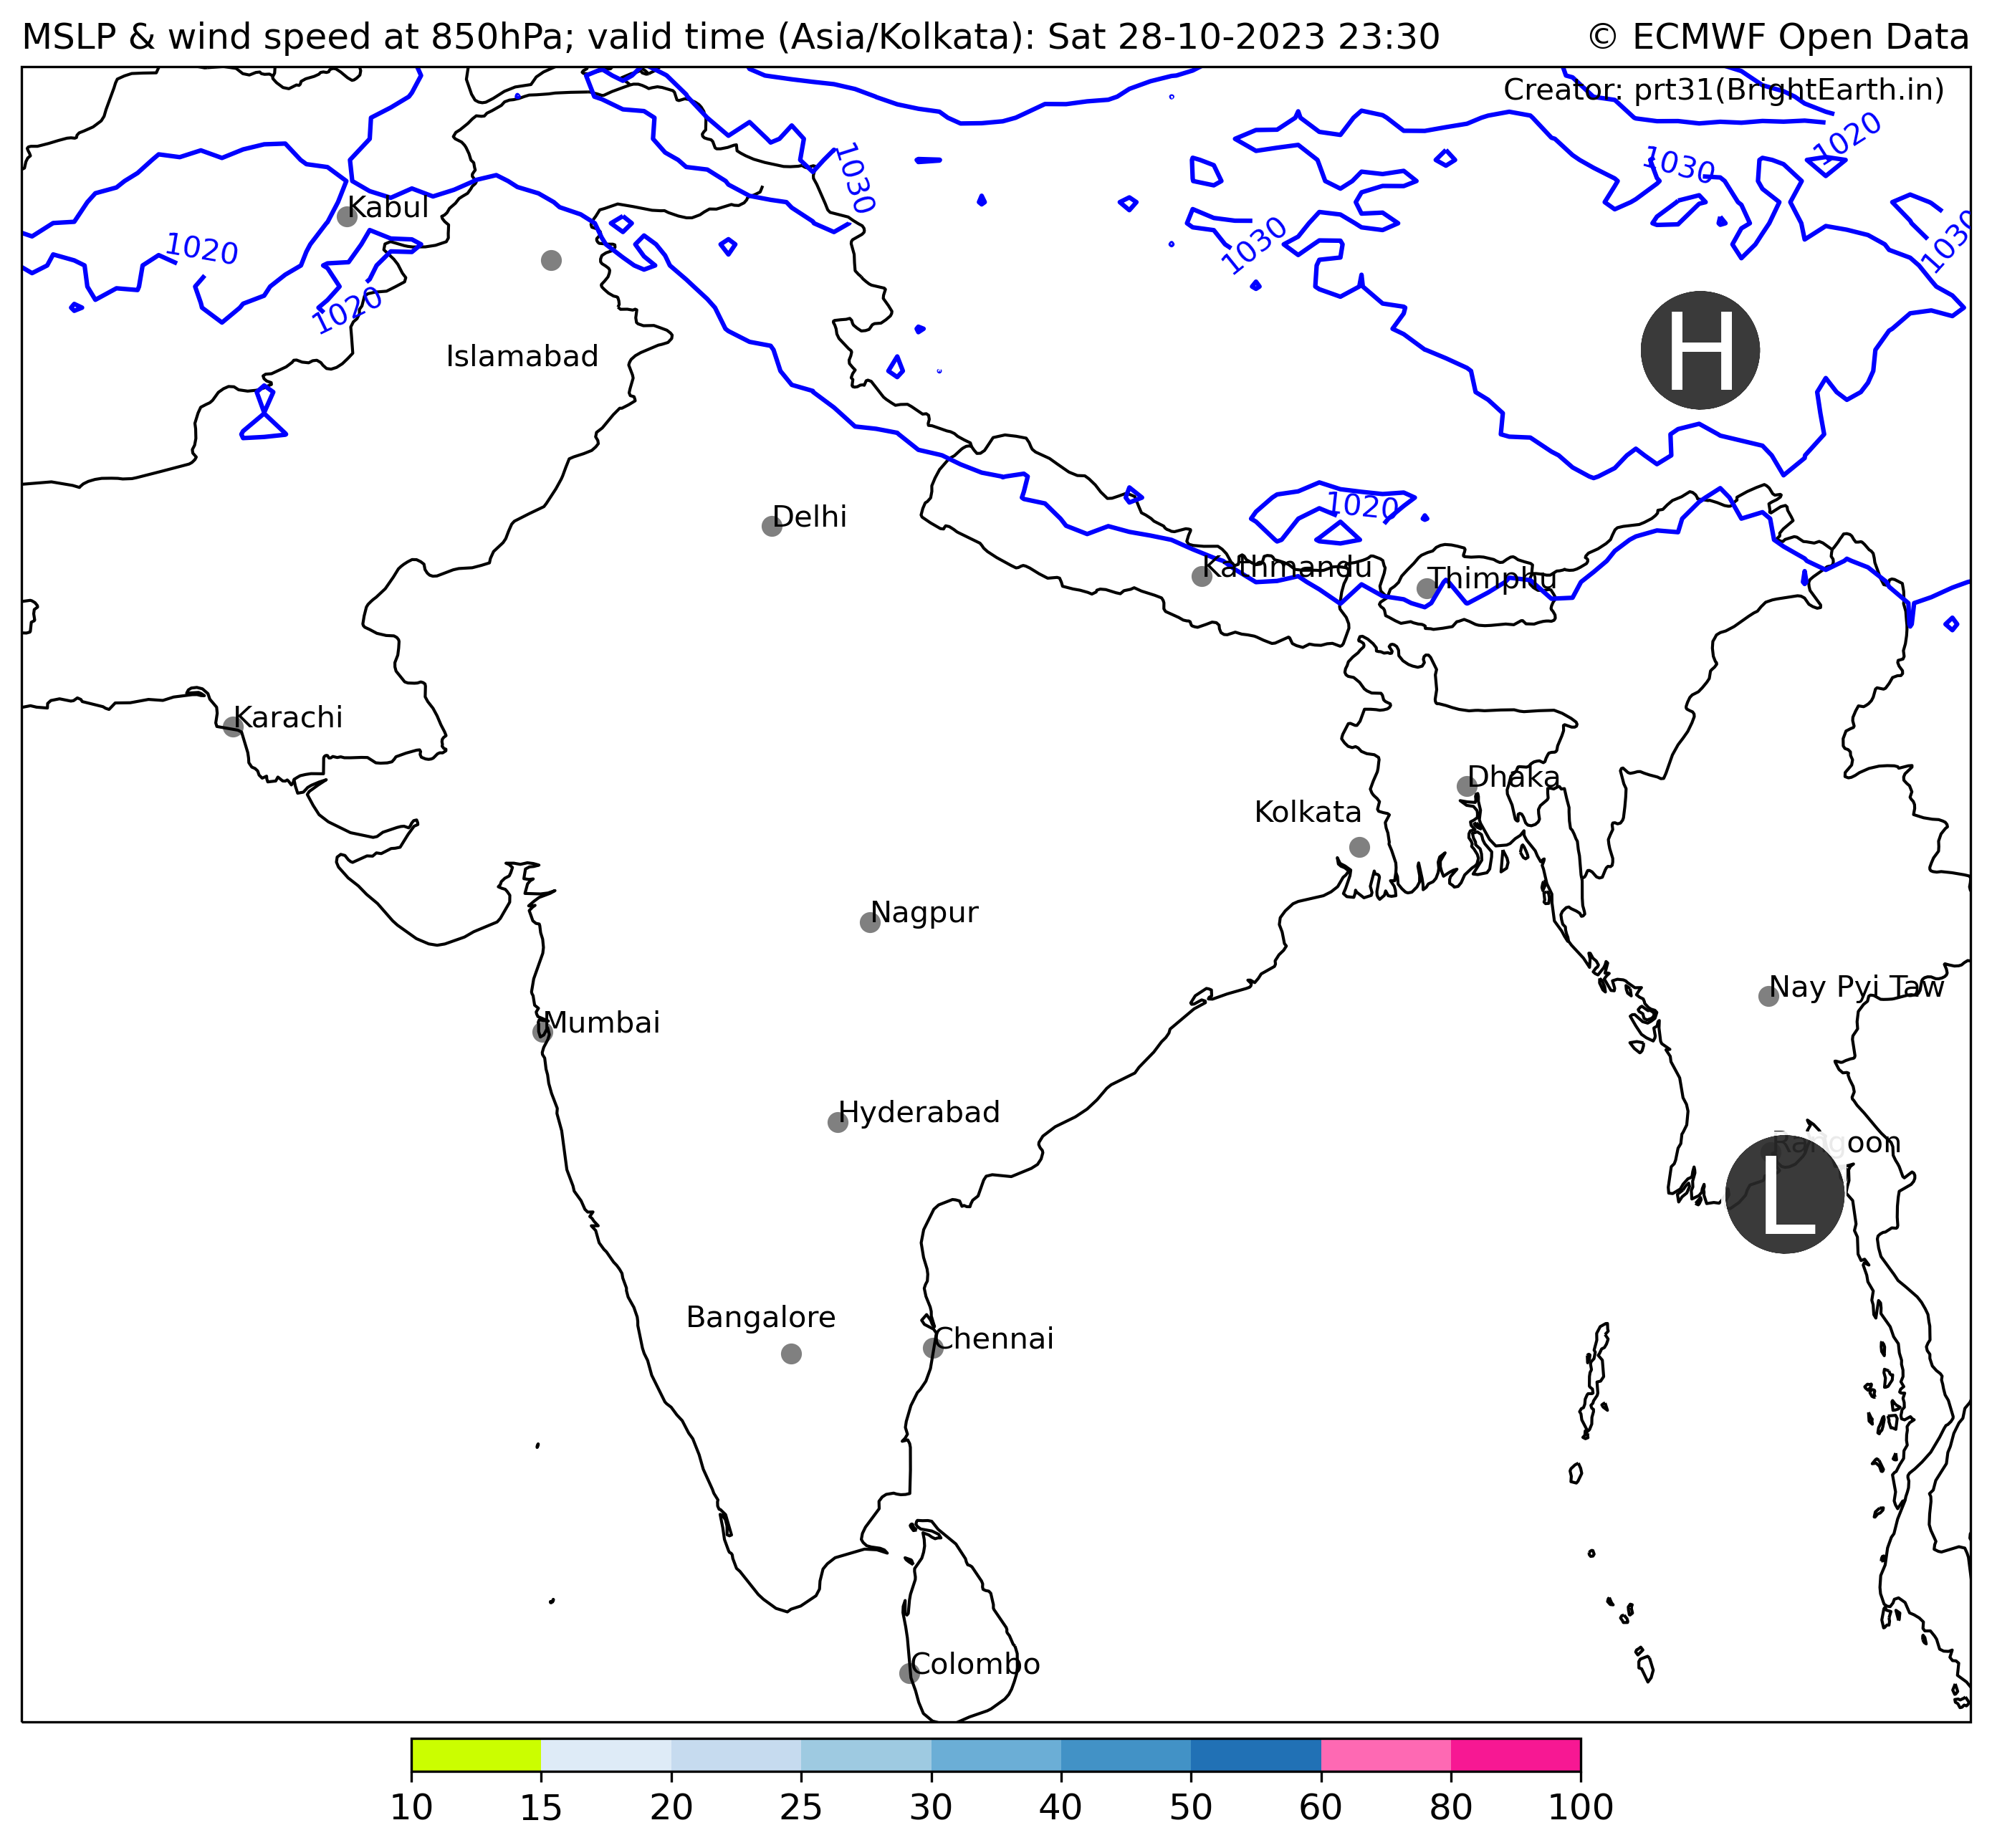 MSLP & wind speed at 850hPa; valid time (Asia/Kolkata): Sat 28-10-2023 23:30
© ECMWF Open Data
Creator: prt31(BrightEarth.in)
1020
1030
1030
Kabul
1020
1030
1030
1020
H
Islamabad
1020
Delhi
Kathmandu
Thimphu
Karachi
Dhaka
Kolkata
Nagpur
Nay Pyi Taw
Mumbai
Hyderabad
Rangoon
L
Bangalore
Chennai
Colombo
10 15 20 25 30 40 50 60 80 100